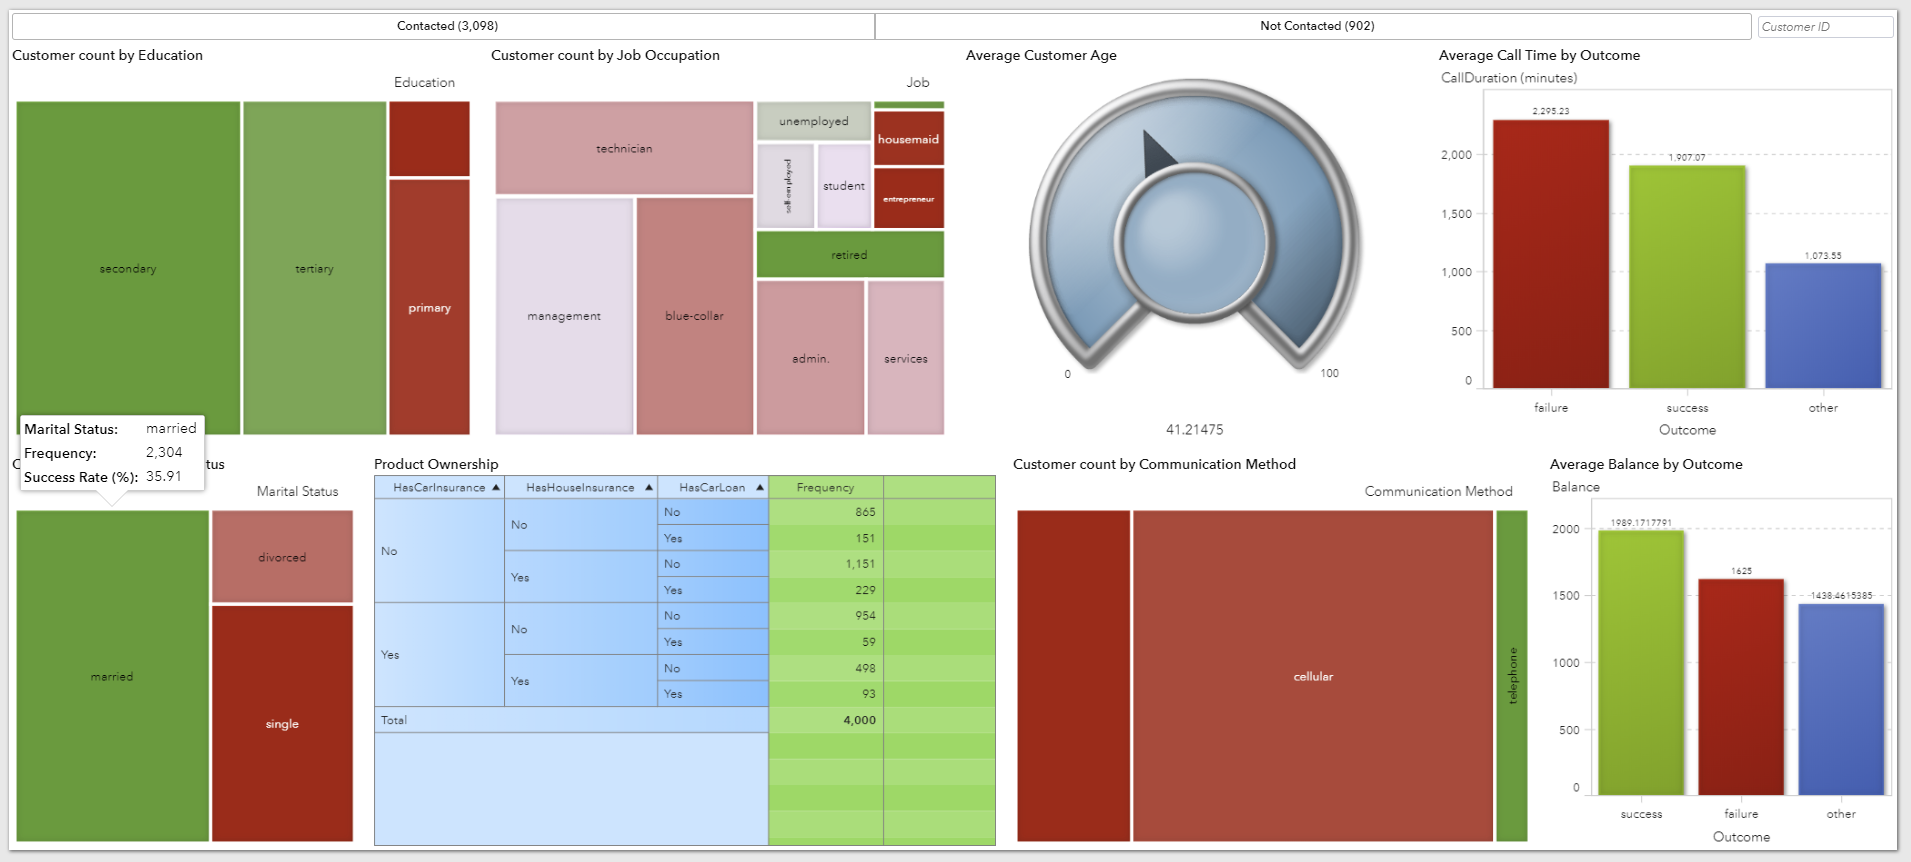 Contacted (3,098)
Not Contacted (902)
Customer ID
Customer count by Education
Education
secondary
tertiary
primary
Customer count by Job Occupation
Job
technician
management
blue-collar
unemployed
self-employed
student
housemaid
entrepreneur
retired
admin.
services
Average Customer Age
0
100
41.21475
Average Call Time by Outcome
CallDuration (minutes)
2,295.23
1,907.07
1,073.55
2,000
1,500
1,000
500
0
failure success other
Outcome
Marital Status: married
Frequency: 2,304
Success Rate (%): 35.91
C
tus
Marital Status
married
divorced
single
Product Ownership
HasCarInsurance HasHouseInsurance HasCarLoan Frequency
No No No 865
Yes 151
Yes No 1,151
Yes 229
Yes No No 954
Yes 59
Yes No 498
Yes 93
Total 4,000
Customer count by Communication Method
Communication Method
cellular
telephone
Average Balance by Outcome
Balance
1989.1717791
1625
1438.4615385
2000
1500
1000
500
0
success failure other
Outcome